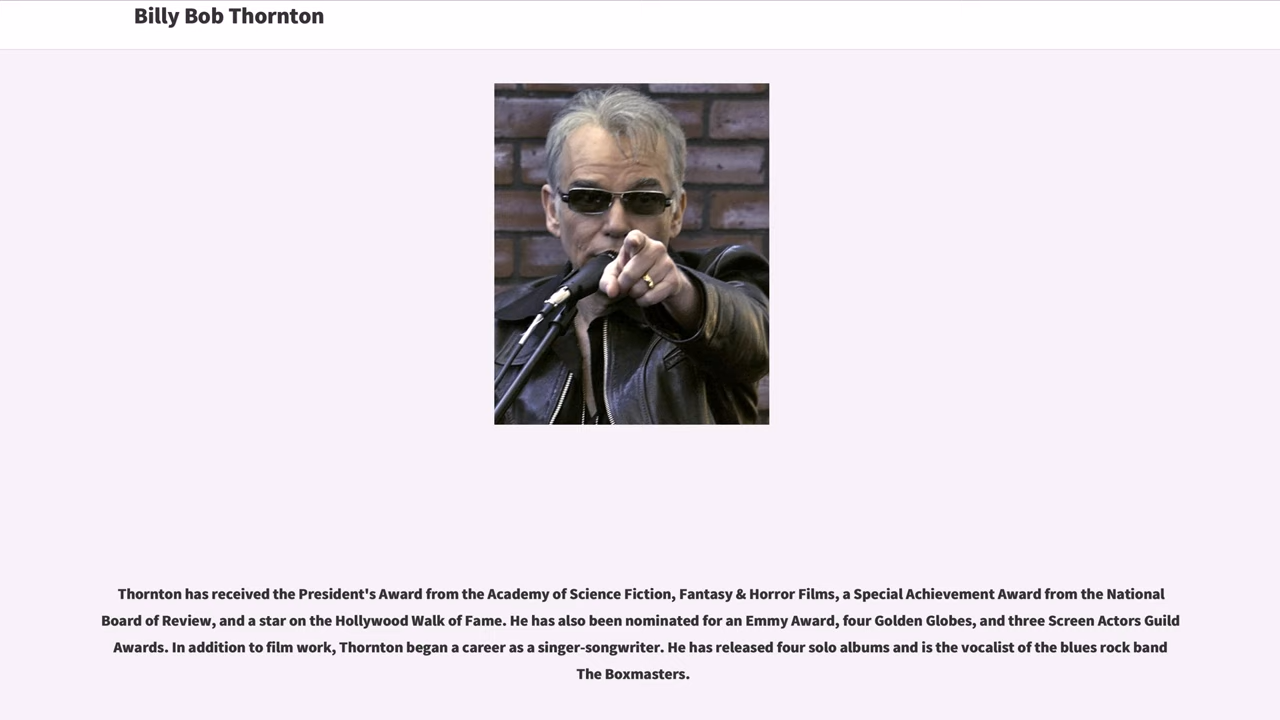 Billy Bob Thornton
Thornton has received the President's Award from the Academy of Science Fiction, Fantasy & Horror Films, a Special Achievement Award from the National
Board of Review, and a star on the Hollywood Walk of Fame. He has also been nominated for an Emmy Award, four Golden Globes, and three Screen Actors Guild
Awards. In addition to film work, Thornton began a career as a singer-songwriter. He has released four solo albums and is the vocalist of the blues rock band
The Boxmasters.